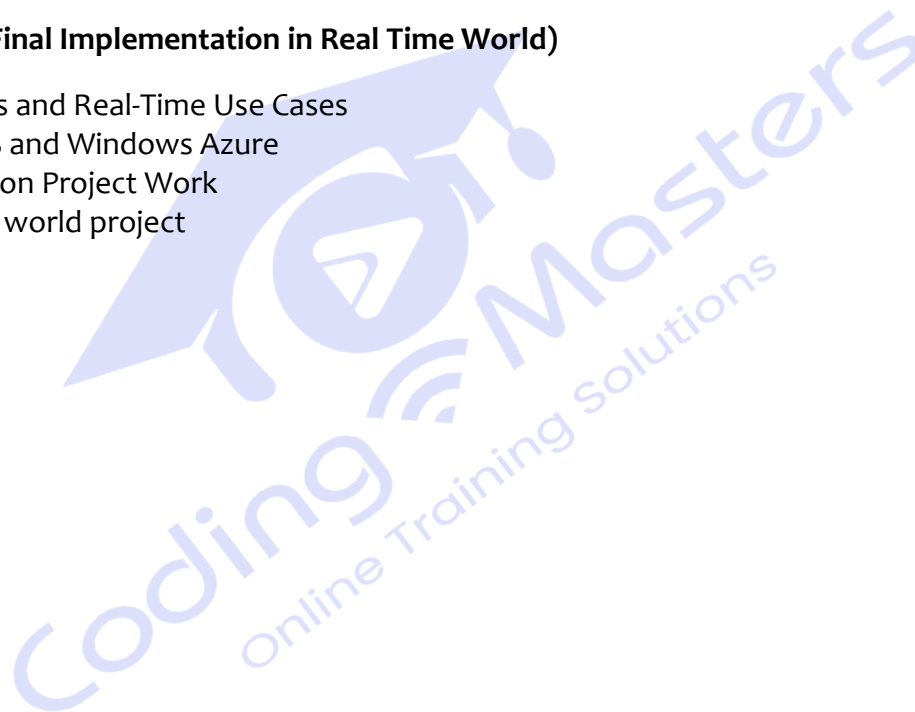 Final Implementation in Real Time World)
s and Real-Time Use Cases
and Windows Azure
on Project Work
world project
Coding Masters
online Training solutions